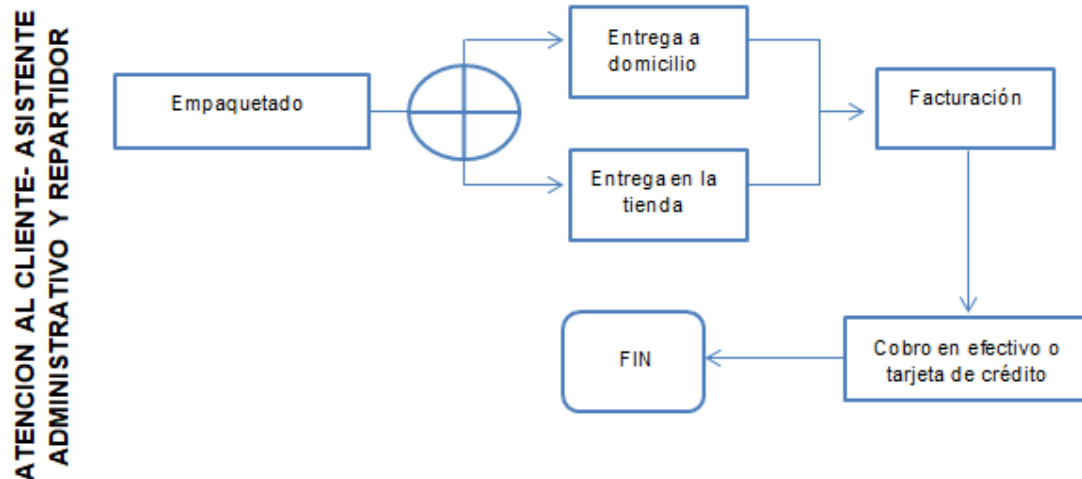 ATENCION AL CLIENTE- ASISTENTE
ADMINISTRATIVO Y REPARTIDOR
Empaquetado
Entrega a
domicilio
Entrega en la
tienda
Facturación
Cobro en efectivo o
tarjeta de crédito
FIN